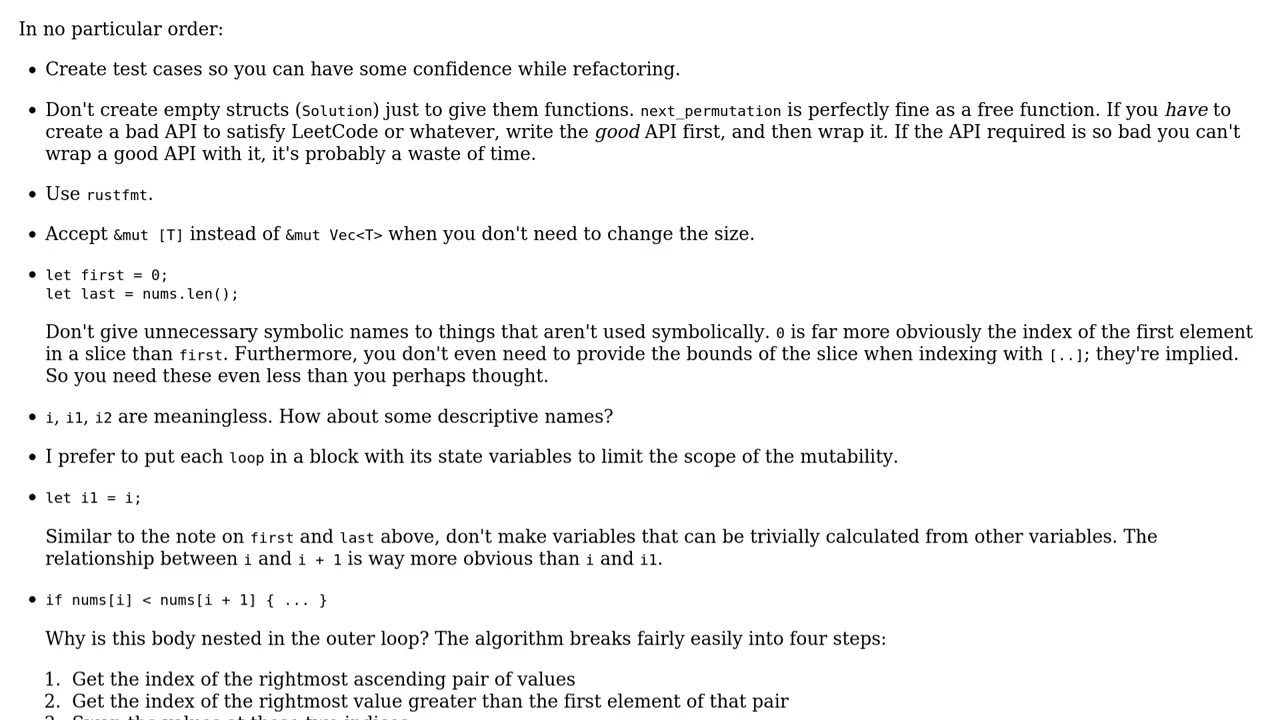 In no particular order:
• Create test cases so you can have some confidence while refactoring.
• Don't create empty structs (Solution) just to give them functions. next_permutation is perfectly fine as a free function. If you have to
create a bad API to satisfy LeetCode or whatever, write the good API first, and then wrap it. If the API required is so bad you can't
wrap a good API with it, it's probably a waste of time.
• Use rustfmt.
• Accept &mut [T] instead of &mut Vec<T> when you don't need to change the size.
• let first = 0;
let last = nums.len();
Don't give unnecessary symbolic names to things that aren't used symbolically. 0 is far more obviously the index of the first element
in a slice than first. Furthermore, you don't even need to provide the bounds of the slice when indexing with [..]; they're implied.
So you need these even less than you perhaps thought.
• i, i1, i2 are meaningless. How about some descriptive names?
• I prefer to put each loop in a block with its state variables to limit the scope of the mutability.
• let i1 = i;
Similar to the note on first and last above, don't make variables that can be trivially calculated from other variables. The
relationship between i and i + 1 is way more obvious than i and i1.
• if nums[i] < nums[i + 1] { ... }
Why is this body nested in the outer loop? The algorithm breaks fairly easily into four steps:
1. Get the index of the rightmost ascending pair of values
2. Get the index of the rightmost value greater than the first element of that pair